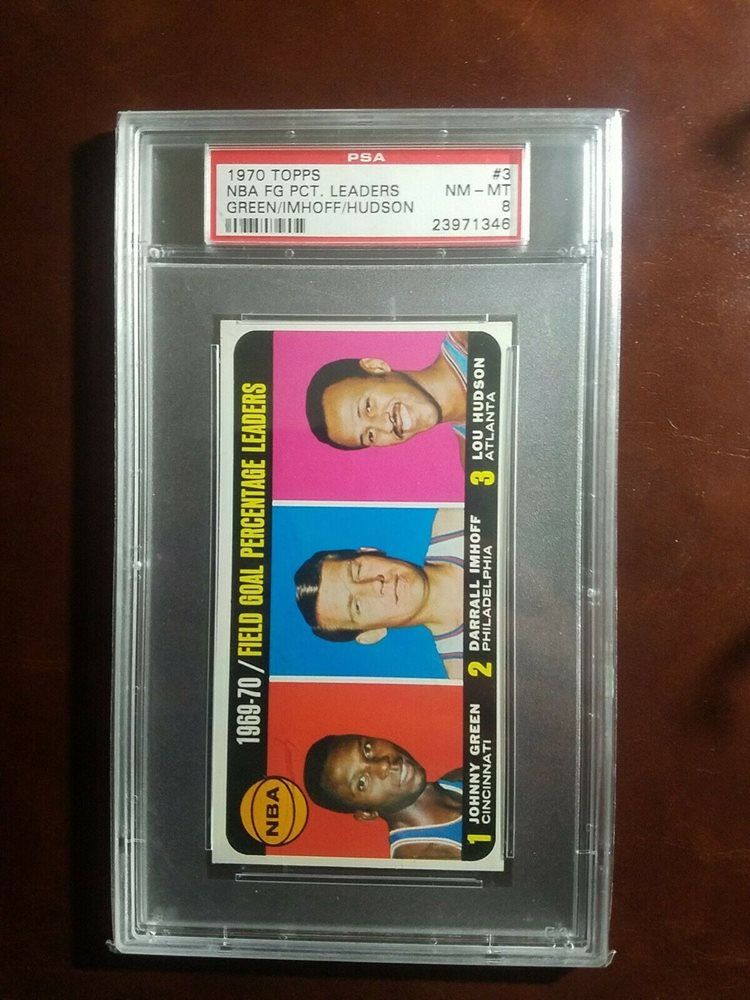 PSA
1970 TOPPS #3
NBA FG PCT. LEADERS NM - MT
GREEN/IMHOFF/HUDSON 8
23971346
1969-70 / FIELD GOAL PERCENTAGE LEADERS
NBA
1 JOHNNY GREEN
CINCINNATI
2 DARRALL IMHOFF
PHILADELPHIA
3 LOU HUDSON
ATLANTA